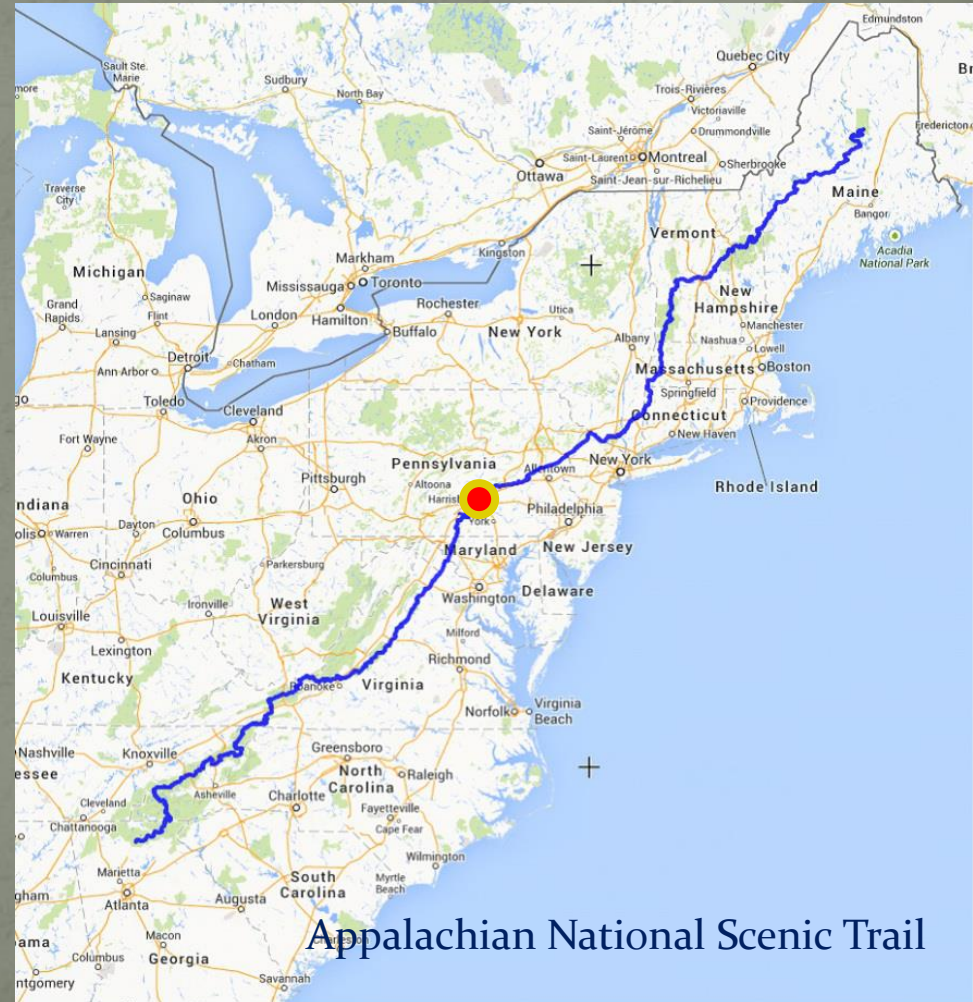 Edmundston
Quebec City
Br
Sault Ste.
Marie
Sudbury
North Bay
Trois-Rivières
Victoriaville
more
Saint-Jérôme
Drummondville
Fredericton
Saint-Laurent
Montreal
Sherbrooke
Ottawa
Saint-Jean-sur-Richelieu
Traverse
City
Maine
Bangor
Vermont
Acadia
National Park
Kingston
Markham
Michigan
Mississauga
Toronto
New
Hampshire
Saginaw
Grand
Rapids
Flint
London
Hamilton
Rochester
Utica
Manchester
Lansing
Buffalo
New York
Albany
Nashua
Lowell
Detroit
Ann Arbor
Chatham
Massachusetts
Boston
Springfield
go
Toledo
Cleveland
Providence
Connecticut
New Haven
Fort Wayne
Akron
Pennsylvania
Allentown
New York
Pittsburgh
Altoona
Rhode Island
ndiana
Ohio
Harrisb
Philadelphia
York
olis
Warren
Dayton
Columbus
Maryland
New Jersey
Cincinnati
Parkersburg
Columbus
Washington
Delaware
Ironville
West
Virginia
Louisville
Milford
Lexington
Richmond
Kentucky
Roanoke
Virginia
Norfolk
Virginia
Beach
Nashville
essee
Knoxville
Greensboro
North
Carolina
Raleigh
Cleveland
Asheville
Charlotte
Fayetteville
Chattanooga
Cape Fear
Wilmington
Marietta
South
Carolina
Myrtle
Beach
gham
Atlanta
Augusta
ama
Macon
Charleston
Appalachian National Scenic Trail
Columbus
Georgia
ntgomery
Savannah